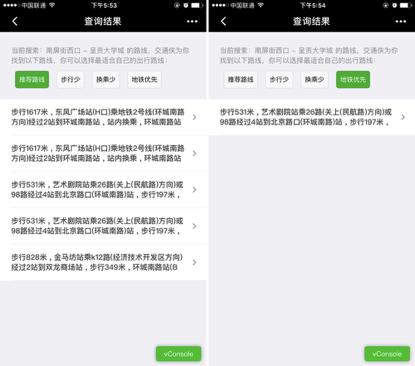 中国联通
下午5:53
查询结果
当前搜索：南屏街西口 - 呈贡大学城 的路线，交通侠为你
找到以下路线，你可以选择最适合自己的出行路线：
推荐路线
步行少
换乘少
地铁优先
步行1617米，东风广场站(H口)乘地铁2号线(环城南路
方向)经过2站到环城南路站，站内换乘，环城南路站
步行1617米，东风广场站(H口)乘地铁2号线(环城南路
方向)经过2站到环城南路站，站内换乘，环城南路站
步行531米，艺术剧院站乘26路(关上(民航路)方向)或
98路经过4站到北京路口(环城南路)站，步行197米，
步行531米，艺术剧院站乘26路(关上(民航路)方向)或
98路经过4站到北京路口(环城南路)站，步行197米，
步行828米，金马坊站乘k12路(经济技术开发区方向)
经过2站到双龙商场站，步行349米，环城南路站(B
vConsole
中国联通
下午5:54
查询结果
当前搜索：南屏街西口 - 呈贡大学城 的路线，交通侠为你
找到以下路线，你可以选择最适合自己的出行路线：
推荐路线
步行少
换乘少
地铁优先
步行531米，艺术剧院站乘26路(关上(民航路)方向)或
98路经过4站到北京路口(环城南路)站，步行197米，
vConsole